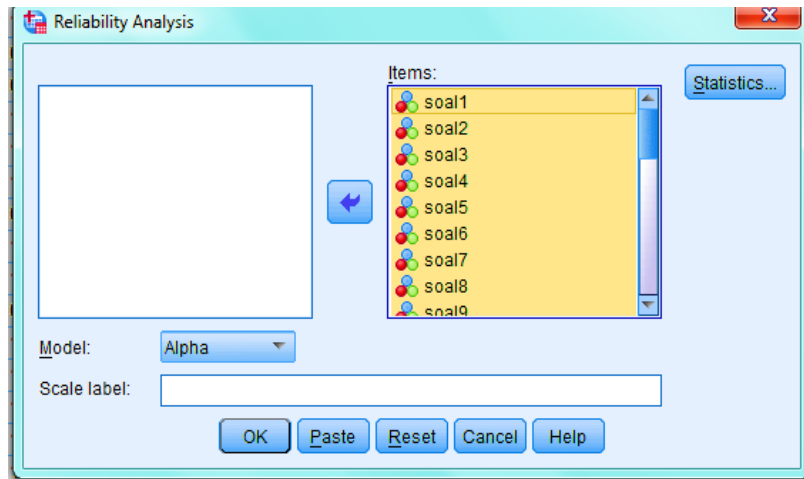 Reliability Analysis
Items:
Statistics...
soal1
soal2
soal3
soal4
soal5
soal6
soal7
soal8
soal9
Model: Alpha
Scale label:
OK Paste Reset Cancel Help